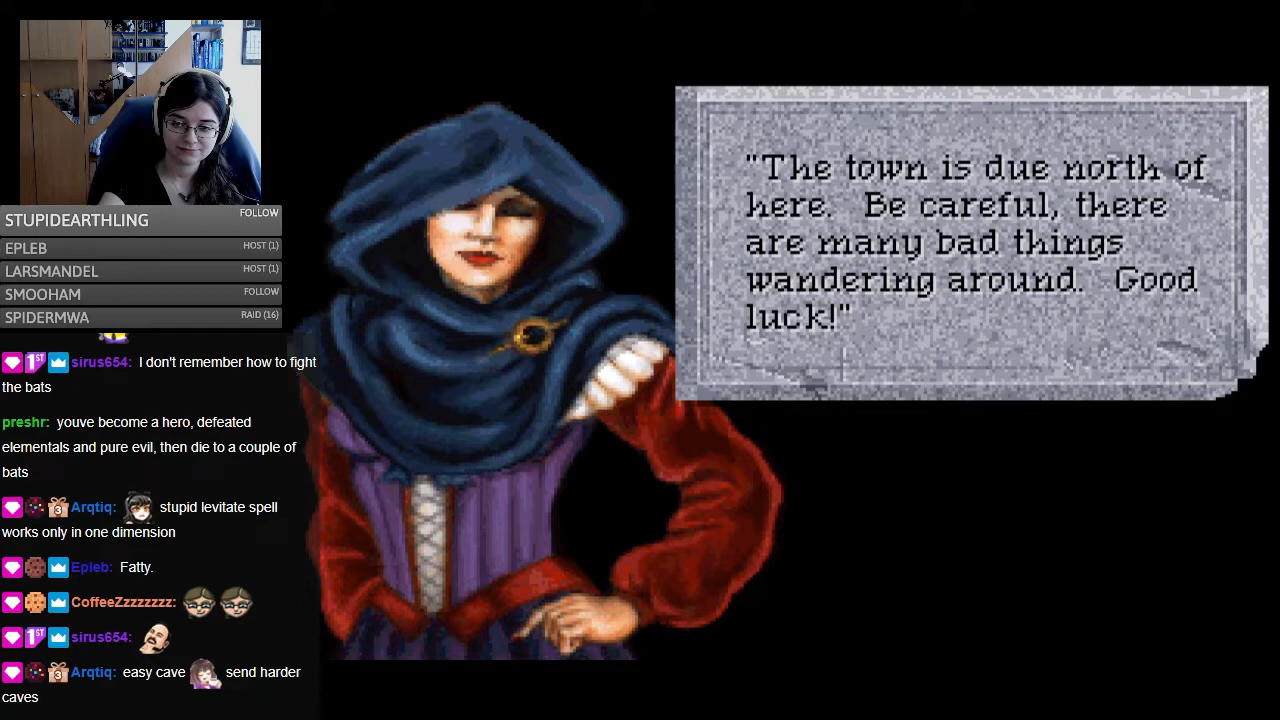 STUPIDEARTHLING FOLLOW
EPLEB HOST (1)
LARSMANDEL HOST (1)
SMOOHAM FOLLOW
SPIDERMWA RAID (16)
sirus654: I don't remember how to fight
the bats
preshr: youve become a hero, defeated
elementals and pure evil, then die to a couple of
bats
Arqtiq: stupid levitate spell
works only in one dimension
Epleb: Fatty.
CoffeeZzzzzzzz:
sirus654:
Arqtiq: easy cave send harder
caves
"The town is due north of
here. Be careful, there
are many bad things
wandering around. Good
luck!"